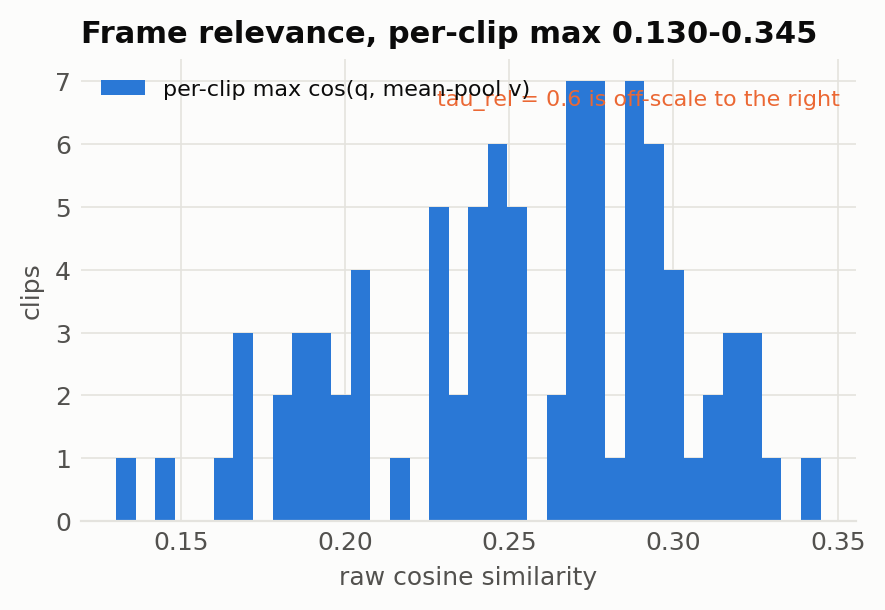 Frame relevance, per-clip max 0.130-0.345
per-clip max cos(q, mean-pool v)
tau_rel = 0.6 is off-scale to the right
7
6
5
4
3
2
1
0
clips
0.15 0.20 0.25 0.30 0.35
raw cosine similarity